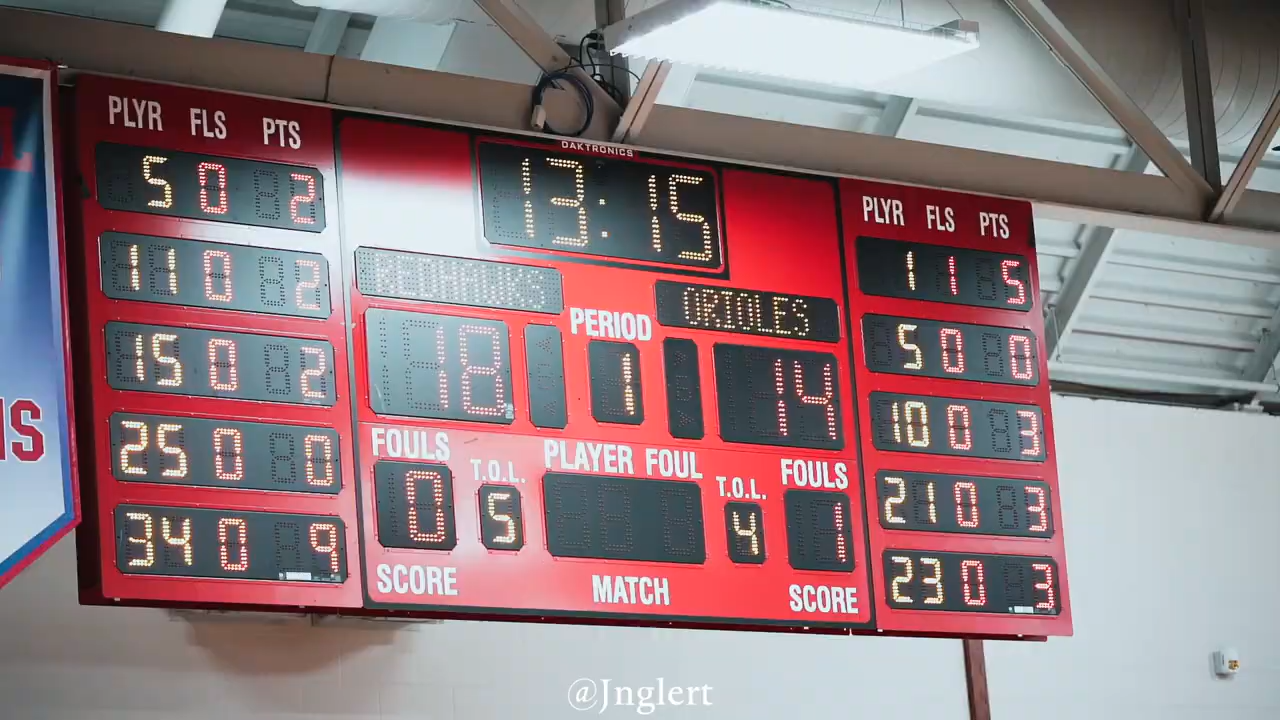 PLYR FLS PTS
5 0 2
11 0 2
15 0 2
25 0 0
34 0 9
DAKTRONICS
13:15
ORIOLES
PERIOD
18 1 14
FOULS T.O.L. PLAYER FOUL T.O.L. FOULS
0 5 4 1
SCORE MATCH SCORE
PLYR FLS PTS
1 1 5
5 0 0
10 0 3
21 0 3
23 0 3
IS
@Jnglert